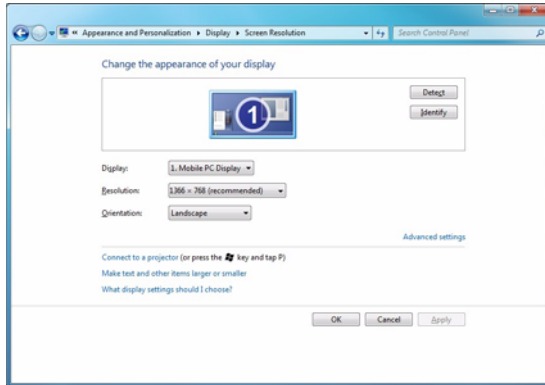 « Appearance and Personalization ▸ Display ▸ Screen Resolution
Search Control Panel
Change the appearance of your display
1
Detect
Identify
Display: 1. Mobile PC Display
Resolution: 1366 × 768 (recommended)
Orientation: Landscape
Advanced settings
Connect to a projector (or press the key and tap P)
Make text and other items larger or smaller
What display settings should I choose?
OK Cancel Apply